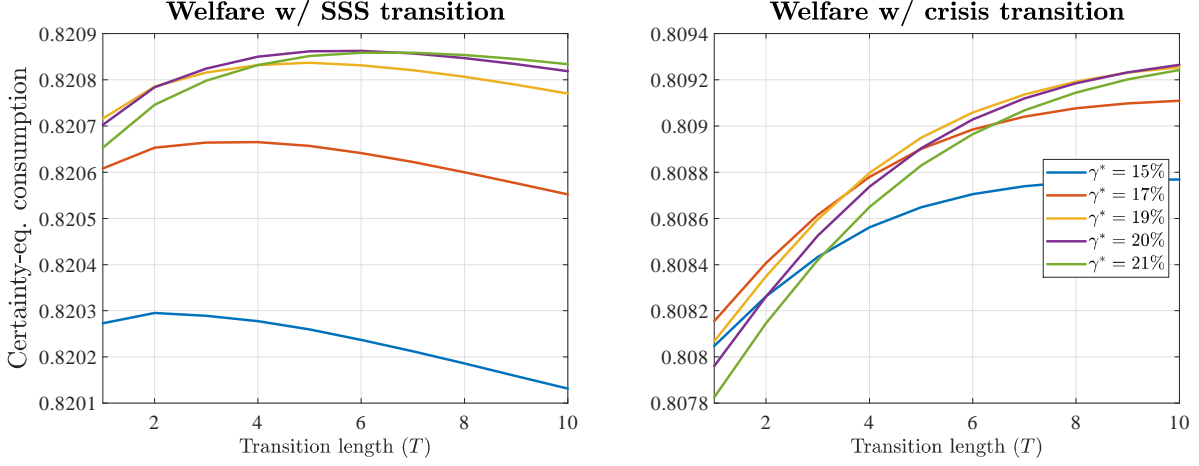 Welfare w/ SSS transition
Certainty-eq. consumption
0.8209
0.8208
0.8207
0.8206
0.8205
0.8204
0.8203
0.8202
0.8201
2 4 6 8 10
Transition length (T)
Welfare w/ crisis transition
0.8094
0.8092
0.809
0.8088
0.8086
0.8084
0.8082
0.808
0.8078
2 4 6 8 10
Transition length (T)
γ* = 15%
γ* = 17%
γ* = 19%
γ* = 20%
γ* = 21%